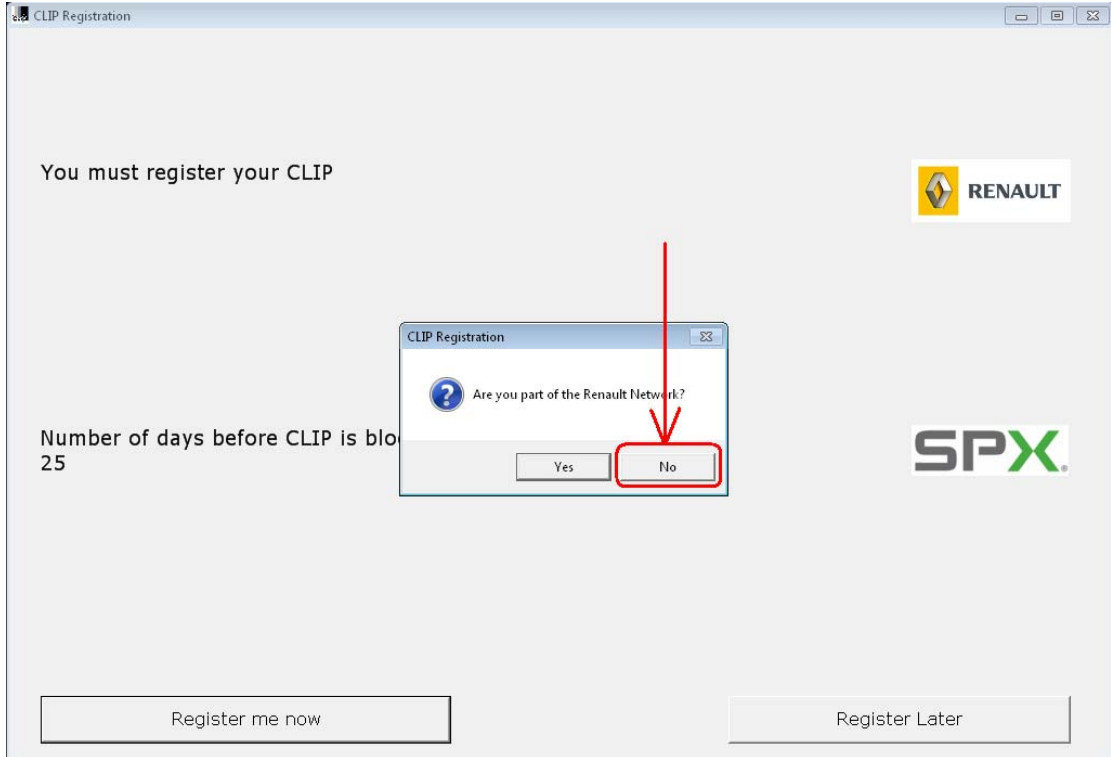 CLIP Registration
You must register your CLIP
RENAULT
CLIP Registration
Are you part of the Renault Network?
Number of days before CLIP is blo
25
Yes
No
SPX
Register me now
Register Later